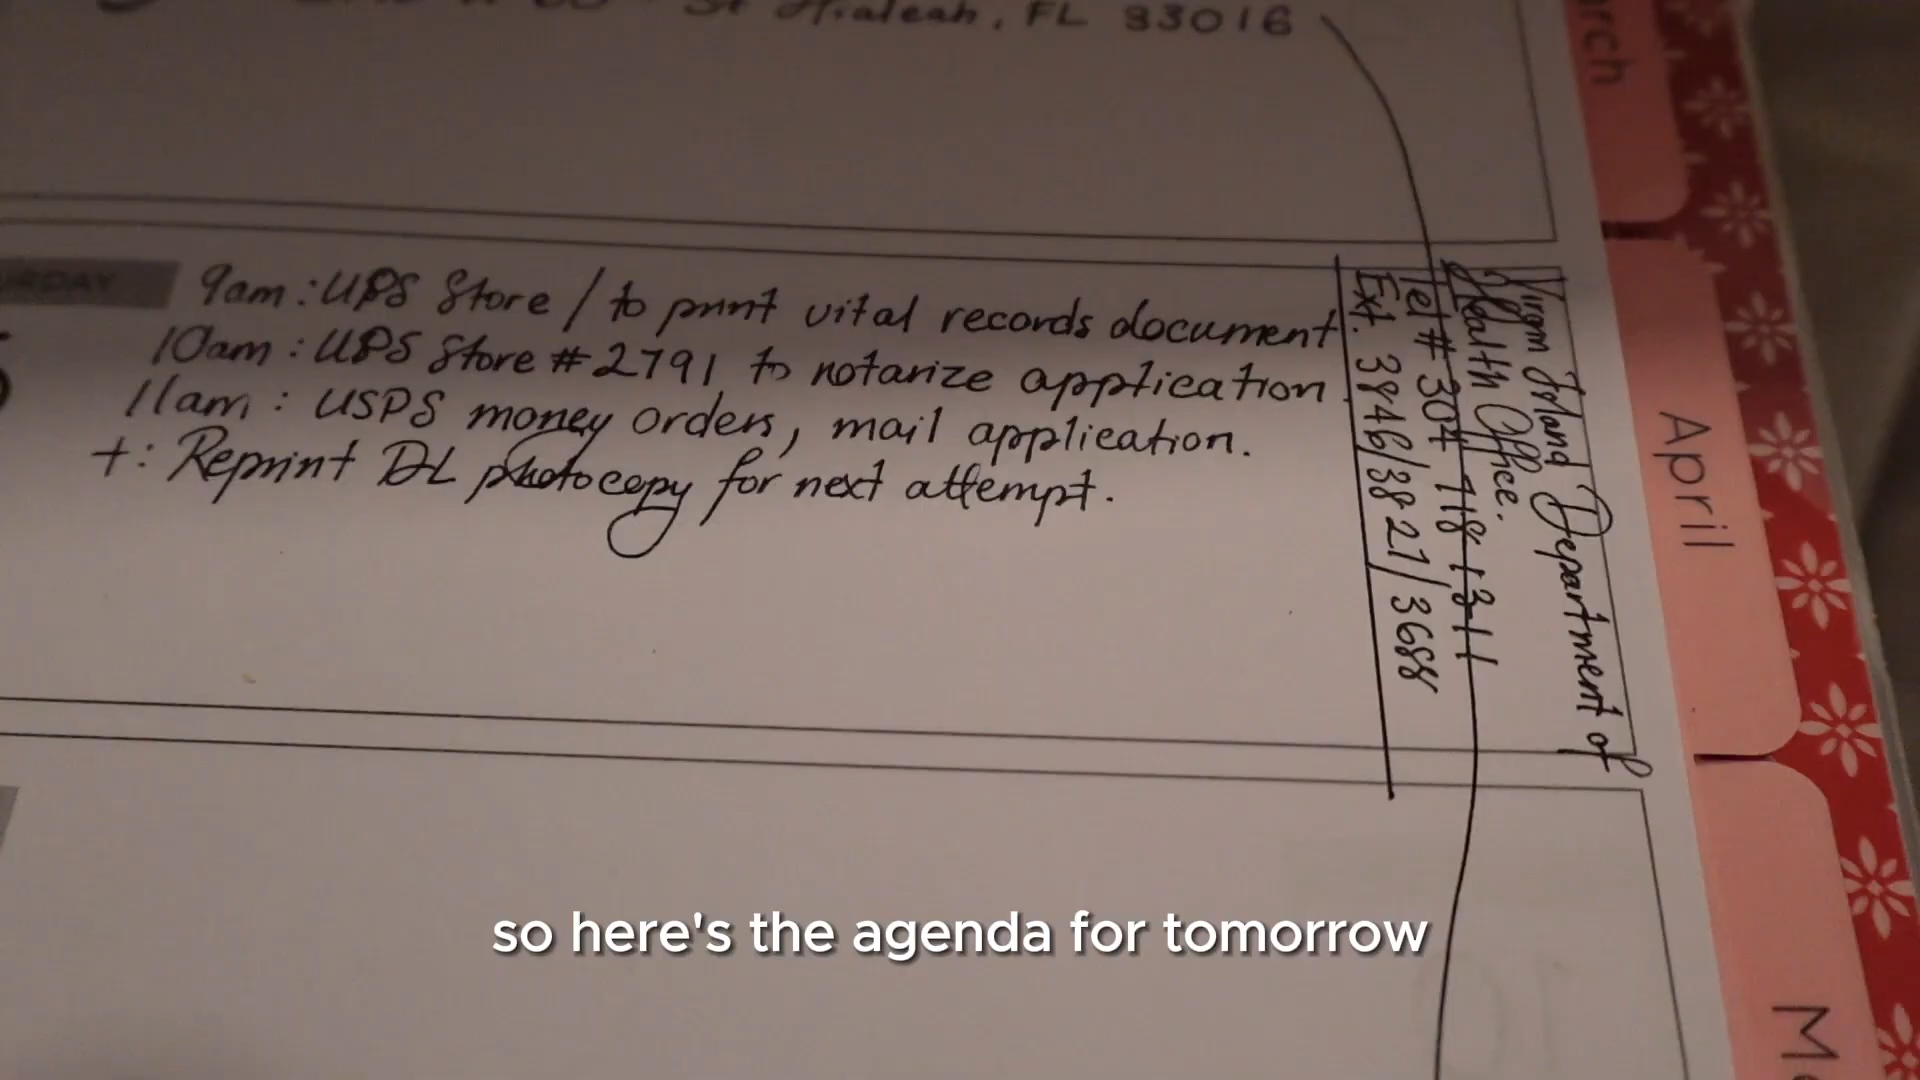 St Hialeah, FL 33016
9am: UPS Store / to print vital records document
10am: UPS Store #2791 to notarize application
11am: USPS money orders, mail application.
+: Reprint DL photocopy for next attempt.
Virgin Island Department of
Health Office.
Tel # 304 718 1311
Ext. 3846/3821/3688
rch
April
so here's the agenda for tomorrow